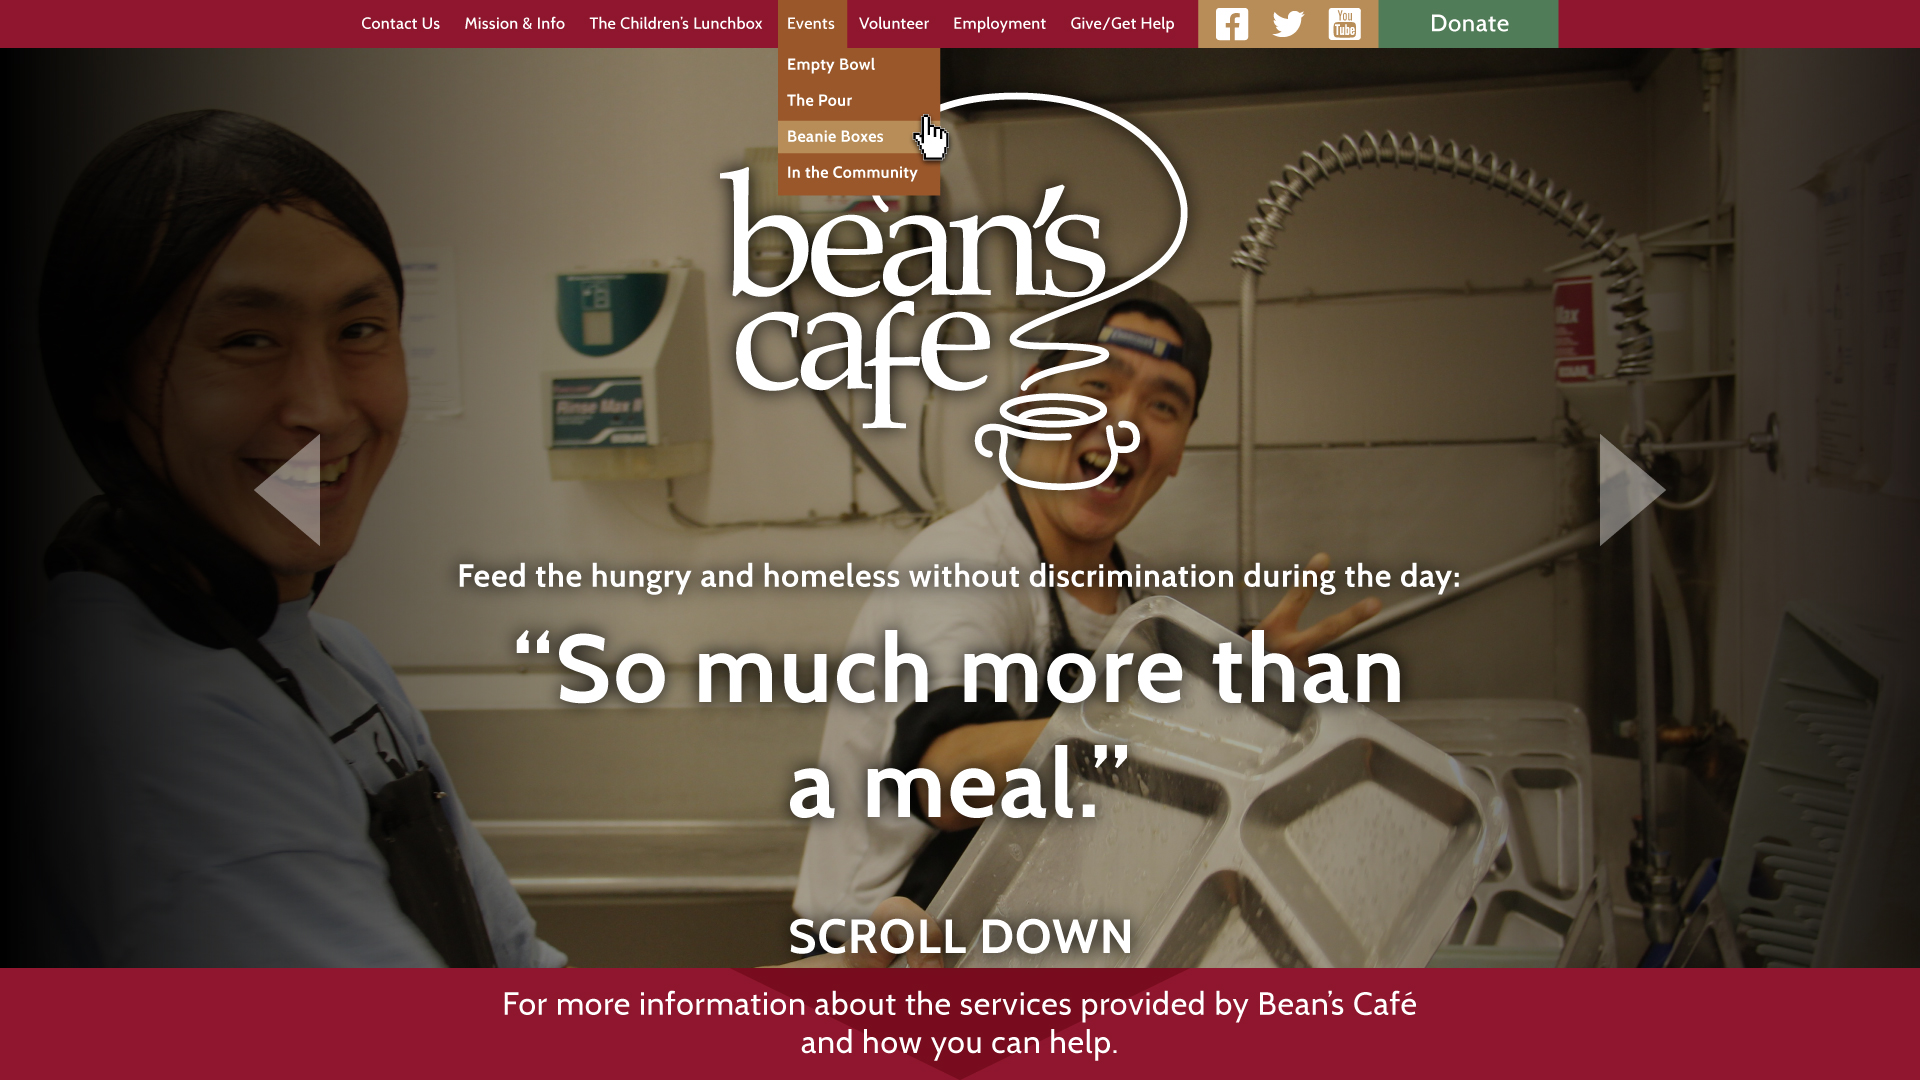 Contact Us Mission & Info The Children's Lunchbox Events Volunteer Employment Give/Get Help You Tube Donate
Empty Bowl
The Pour
Beanie Boxes
In the Community
bean's
cafe
Rinse Max II
Feed the hungry and homeless without discrimination during the day:
“So much more than
a meal.”
SCROLL DOWN
For more information about the services provided by Bean's Café
and how you can help.